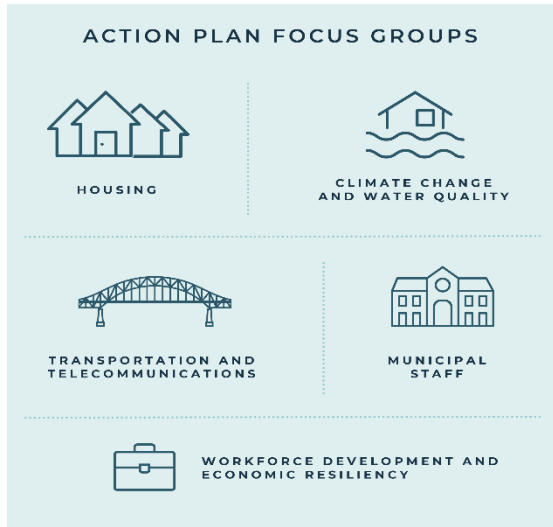 ACTION PLAN FOCUS GROUPS
HOUSING
CLIMATE CHANGE
AND WATER QUALITY
TRANSPORTATION AND
TELECOMMUNICATIONS
MUNICIPAL
STAFF
WORKFORCE DEVELOPMENT AND
ECONOMIC RESILIENCY